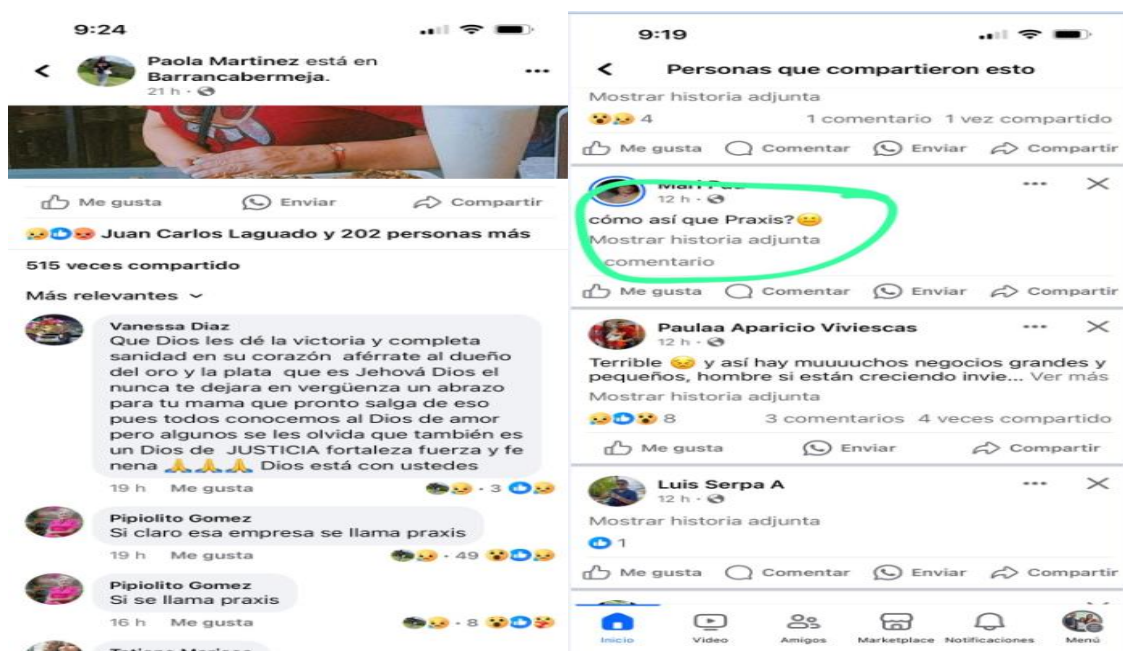 9:24
Paola Martinez está en
Barrancabermeja.
21 h
Me gusta
Enviar
Compartir
Juan Carlos Laguado y 202 personas más
515 veces compartido
Más relevantes
Vanessa Diaz
Que Dios les dé la victoria y completa
sanidad en su corazón aférrate al dueño
del oro y la plata que es Jehová Dios el
nunca te dejara en vergüenza un abrazo
para tu mama que pronto salga de eso
pues todos conocemos al Dios de amor
pero algunos se les olvida que también es
un Dios de JUSTICIA fortaleza fuerza y fe
nena 🙏🙏🙏 Dios está con ustedes
19 h Me gusta
3
Pipiolito Gomez
Si claro esa empresa se llama praxis
19 h Me gusta
49
Pipiolito Gomez
Si se llama praxis
16 h Me gusta
8
9:19
Personas que compartieron esto
Mostrar historia adjunta
4
1 comentario 1 vez compartido
Me gusta Comentar Enviar Compartir
12 h
cómo así que Praxis?
Mostrar historia adjunta
comentario
Me gusta Comentar Enviar Compartir
Paulaa Aparicio Viviescas
12 h
Terrible 😣 y así hay muuuuchos negocios grandes y
pequeños, hombre si están creciendo invie... Ver más
Mostrar historia adjunta
8
3 comentarios 4 veces compartido
Me gusta Enviar Compartir
Luis Serpa A
12 h
Mostrar historia adjunta
1
Me gusta Comentar Enviar Compartir
Inicio Video Amigos Marketplace Notificaciones Menú